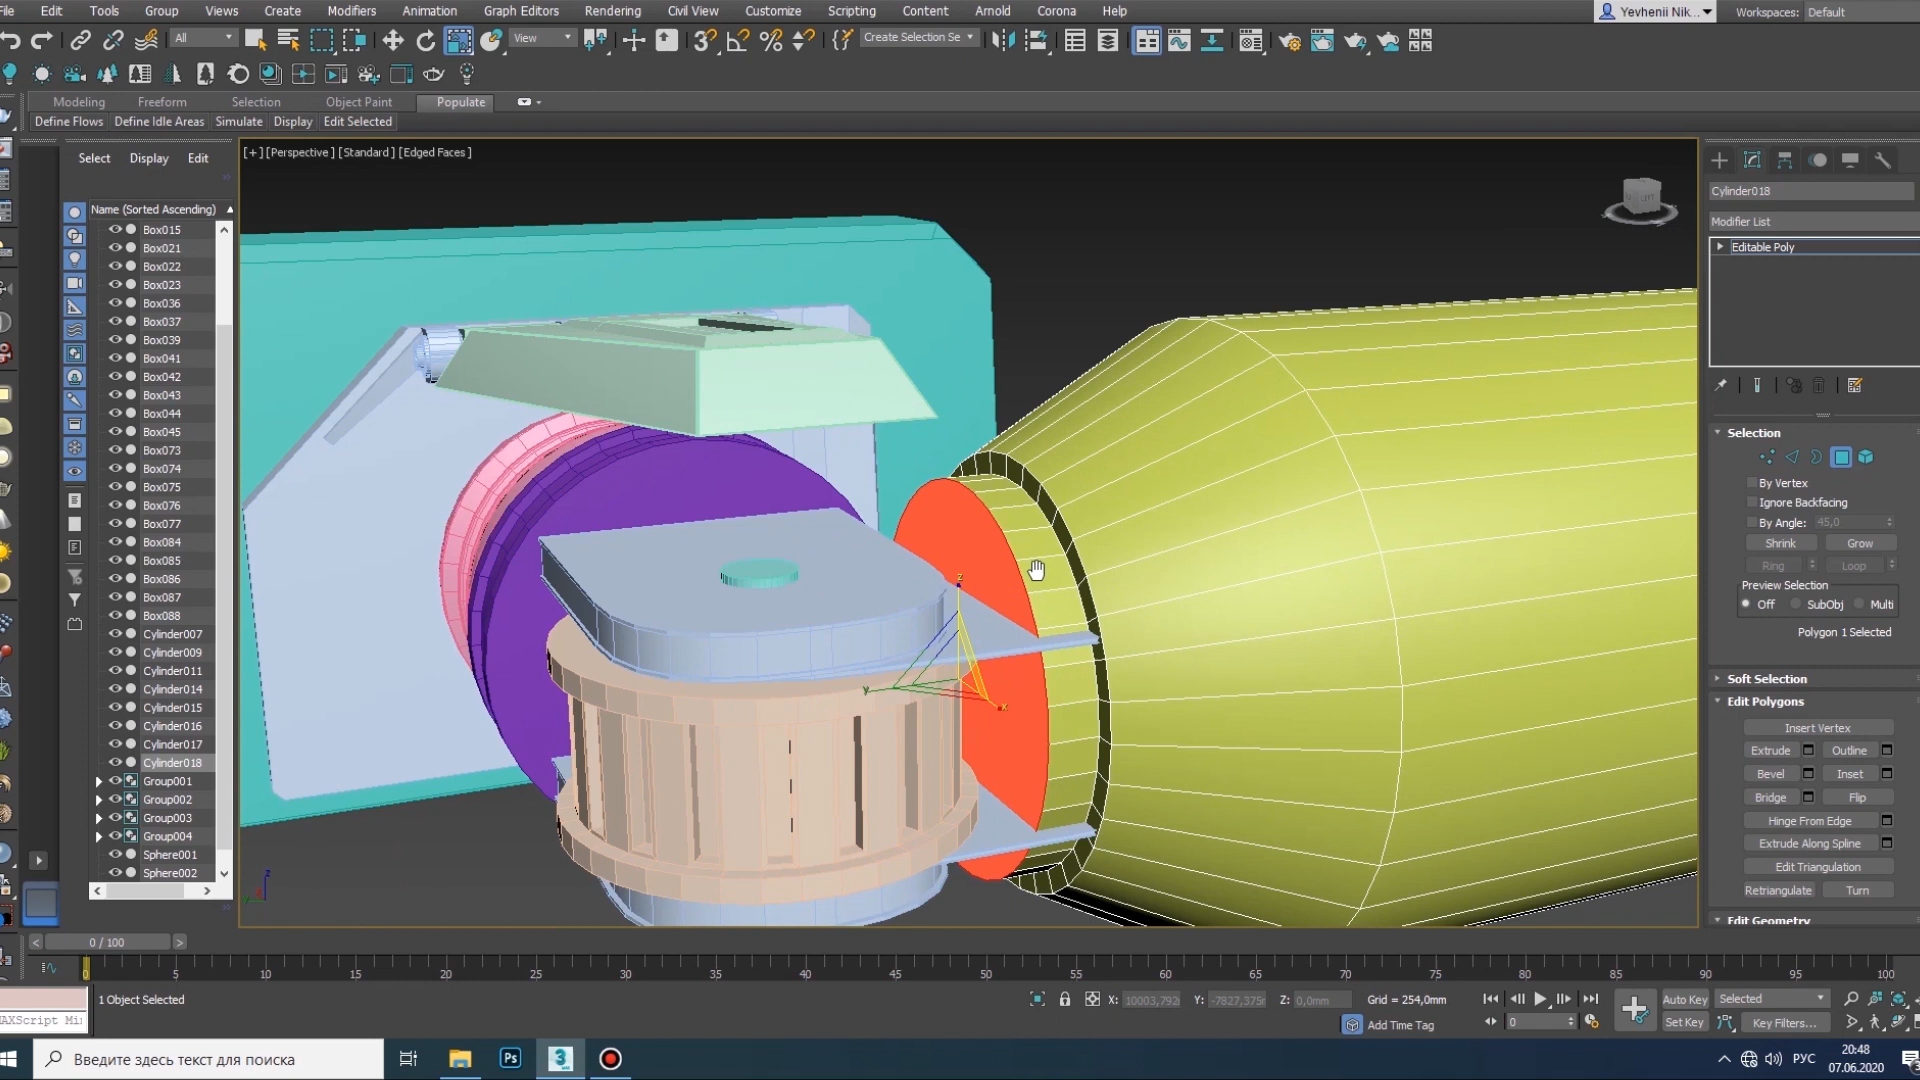 File Edit Tools Group Views Create Modifiers Animation Graph Editors Rendering Civil View Customize Scripting Content Arnold Corona Help Yevhenii Nik... Workspaces: Default
All View Create Selection Se
Modeling Freeform Selection Object Paint Populate
Define Flows Define Idle Areas Simulate Display Edit Selected
Select Display Edit
[+] [Perspective] [Standard] [Edged Faces]
Cylinder018
Name (Sorted Ascending)
Modifier List
Box015
Editable Poly
Box021
Box022
Box023
Box036
Box037
Box039
Box041
Box042
Box043
Box044
Box045
Selection
Box073
Box074
By Vertex
Box075
Ignore Backfacing
Box076
By Angle: 45,0
Box077
Shrink Grow
Box084
Ring Loop
Box085
Preview Selection
Box086
Off SubObj Multi
Box087
Box088
Cylinder007
Polygon 1 Selected
Cylinder009
Cylinder011
Soft Selection
Cylinder014
Edit Polygons
Cylinder015
Insert Vertex
Cylinder016
Extrude Outline
Cylinder017
Bevel Inset
Cylinder018
Group001
Bridge Flip
Group002
Hinge From Edge
Group003
Extrude Along Spline
Group004
Edit Triangulation
Sphere001
Retriangulate Turn
Sphere002
Edit Geometry
z
y
x
0 / 100
0 5 10 15 20 25 30 35 40 45 50 55 60 65 70 75 80 85 90 95 100
1 Object Selected X: 10003,792 Y: -7827,375 Z: 0,0mm Grid = 254,0mm Auto Key Selected
MAXScript Mi Add Time Tag 0 Set Key Key Filters...
Введите здесь текст для поиска Ps 3 РУС 20:48
07.06.2020